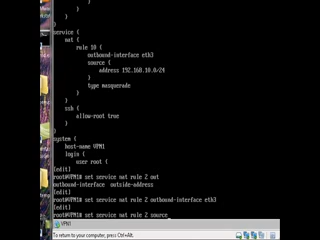 }
}
service {
nat {
rule 10 {
outbound-interface eth3
source {
address 192.168.10.0/24
}
type masquerade
}
}
ssh {
allow-root true
}
}
system {
host-name VPN1
login {
user root {
[edit]
root@VPN1# set service nat rule 2 out
outbound-interface outside-address
[edit]
root@VPN1# set service nat rule 2 outbound-interface eth3
[edit]
root@VPN1# set service nat rule 2 source_
VPN1
To return to your computer, press Ctrl+Alt.